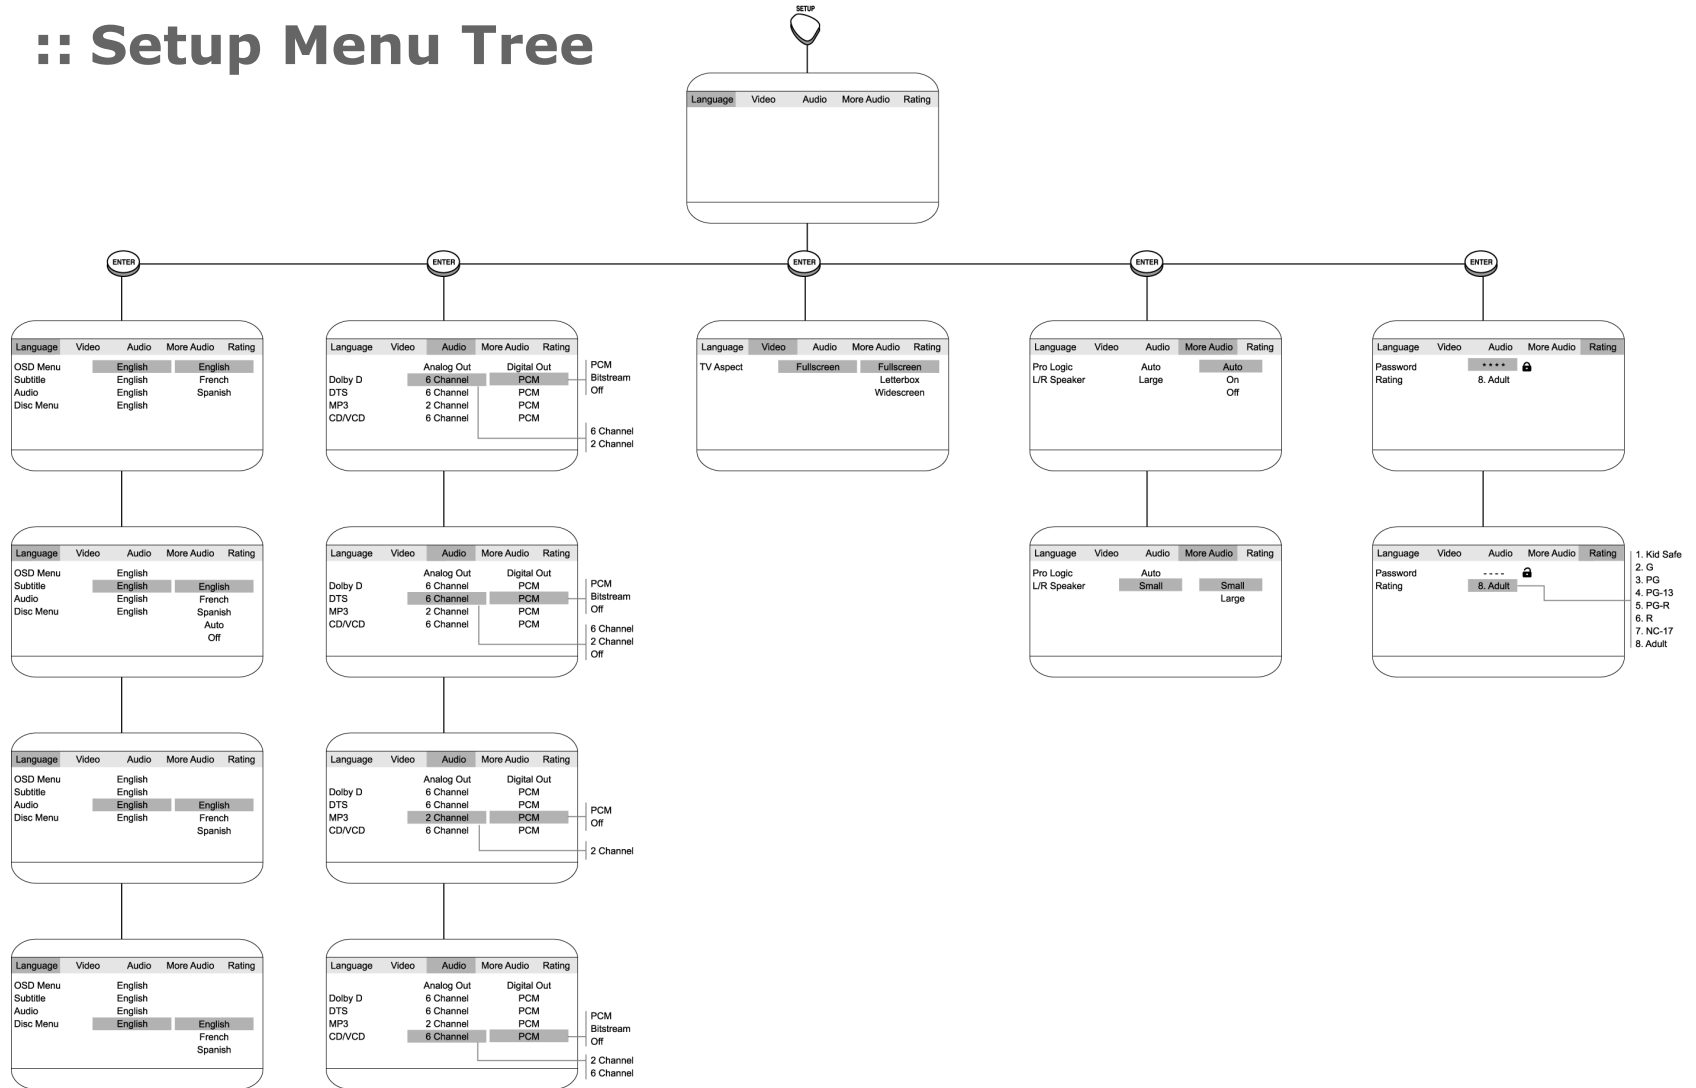 :: Setup Menu Tree
SETUP
Language Video Audio More Audio Rating
ENTER ENTER ENTER ENTER ENTER
Language Video Audio More Audio Rating
OSD Menu English English
Subtitle English French
Audio English Spanish
Disc Menu English
Language Video Audio More Audio Rating
OSD Menu English
Subtitle English English
Audio English French
Disc Menu English Spanish
Auto
Off
Language Video Audio More Audio Rating
OSD Menu English
Subtitle English
Audio English English
Disc Menu English French
Spanish
Language Video Audio More Audio Rating
OSD Menu English
Subtitle English
Audio English
Disc Menu English English
French
Spanish
Language Video Audio More Audio Rating
Analog Out Digital Out
Dolby D 6 Channel PCM
DTS 6 Channel PCM
MP3 2 Channel PCM
CD/VCD 6 Channel PCM
PCM
Bitstream
Off
6 Channel
2 Channel
Language Video Audio More Audio Rating
Analog Out Digital Out
Dolby D 6 Channel PCM
DTS 6 Channel PCM
MP3 2 Channel PCM
CD/VCD 6 Channel PCM
PCM
Bitstream
Off
6 Channel
2 Channel
Off
Language Video Audio More Audio Rating
Analog Out Digital Out
Dolby D 6 Channel PCM
DTS 6 Channel PCM
MP3 2 Channel PCM
CD/VCD 6 Channel PCM
PCM
Off
2 Channel
Language Video Audio More Audio Rating
Analog Out Digital Out
Dolby D 6 Channel PCM
DTS 6 Channel PCM
MP3 2 Channel PCM
CD/VCD 6 Channel PCM
PCM
Bitstream
Off
2 Channel
6 Channel
Language Video Audio More Audio Rating
TV Aspect Fullscreen Fullscreen
Letterbox
Widescreen
Language Video Audio More Audio Rating
Pro Logic Auto Auto
L/R Speaker Large On
Off
Language Video Audio More Audio Rating
Pro Logic Auto
L/R Speaker Small Small
Large
Language Video Audio More Audio Rating
Password ****
Rating 8. Adult
Language Video Audio More Audio Rating
Password ----
Rating 8. Adult
1. Kid Safe
2. G
3. PG
4. PG-13
5. PG-R
6. R
7. NC-17
8. Adult